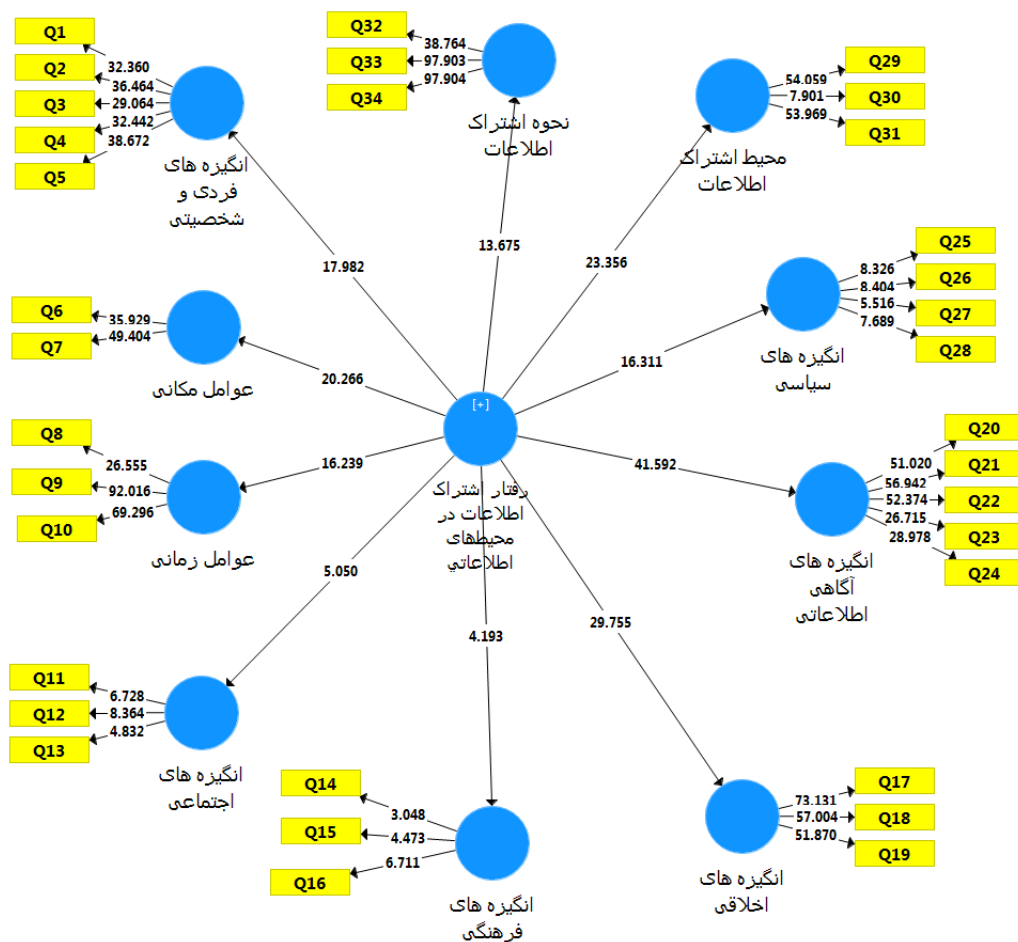 Q1
Q2
Q3
Q4
Q5
32.360
36.464
29.064
32.442
38.672
انگیزه های
فردی و
شخصیتی
Q32
Q33
Q34
38.764
97.903
97.904
نحوه اشتراک
اطلاعات
Q29
Q30
Q31
54.059
7.901
53.969
محیط اشتراک
اطلاعات
17.982
13.675
23.356
Q25
Q26
Q27
Q28
8.326
8.404
5.516
7.689
انگیزه های
سیاسی
16.311
Q6
Q7
35.929
49.404
عوامل مکانی
20.266
[+]
رفتار اشتراک
اطلاعات در
محیط‌های
اطلاعاتي
Q8
Q9
Q10
26.555
92.016
69.296
عوامل زمانی
16.239
41.592
Q20
Q21
Q22
Q23
Q24
51.020
56.942
52.374
26.715
28.978
انگیزه های
آگاهی
اطلاعاتی
5.050
4.193
29.755
Q11
Q12
Q13
6.728
8.364
4.832
انگیزه های
اجتماعی
Q14
Q15
Q16
3.048
4.473
6.711
انگیزه های
فرهنگی
Q17
Q18
Q19
73.131
57.004
51.870
انگیزه های
اخلاقی